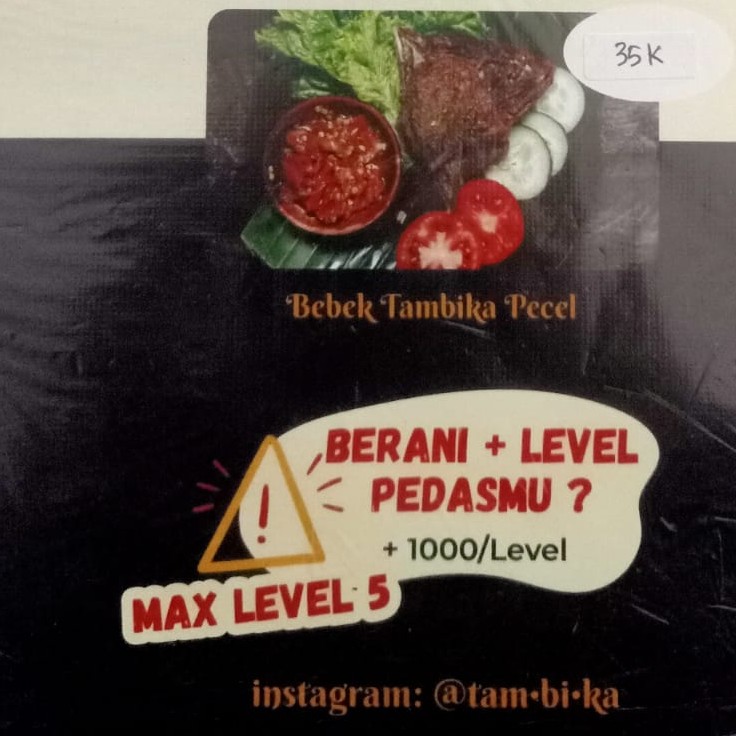 35K
Bebek Tambika Pecel
BERANI + LEVEL
PEDASMU ?
+ 1000/Level
!
MAX LEVEL 5
instagram: @tam•bi•ka